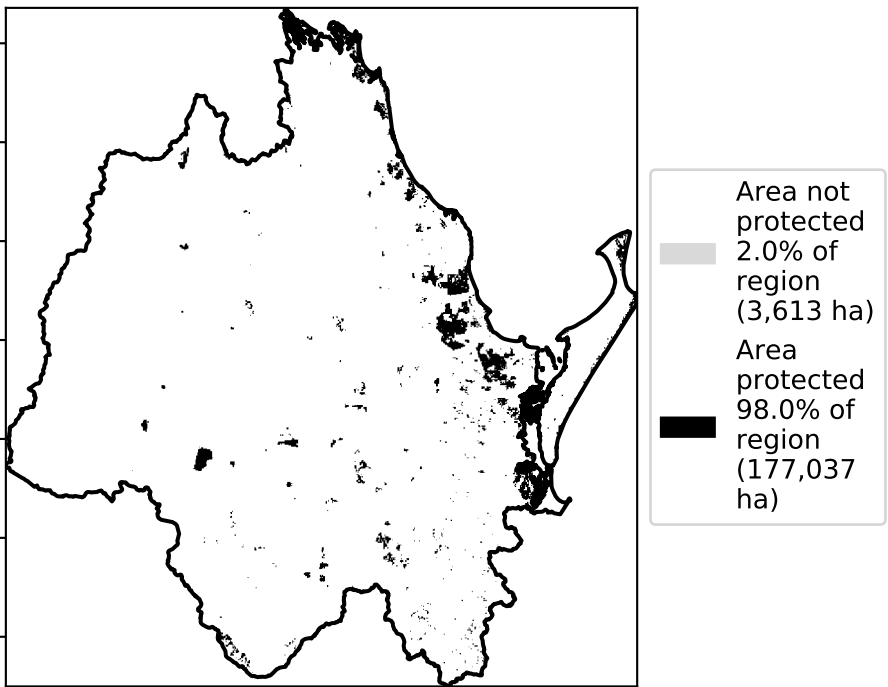 Area not
protected
2.0% of
region
(3,613 ha)
Area
protected
98.0% of
region
(177,037
ha)